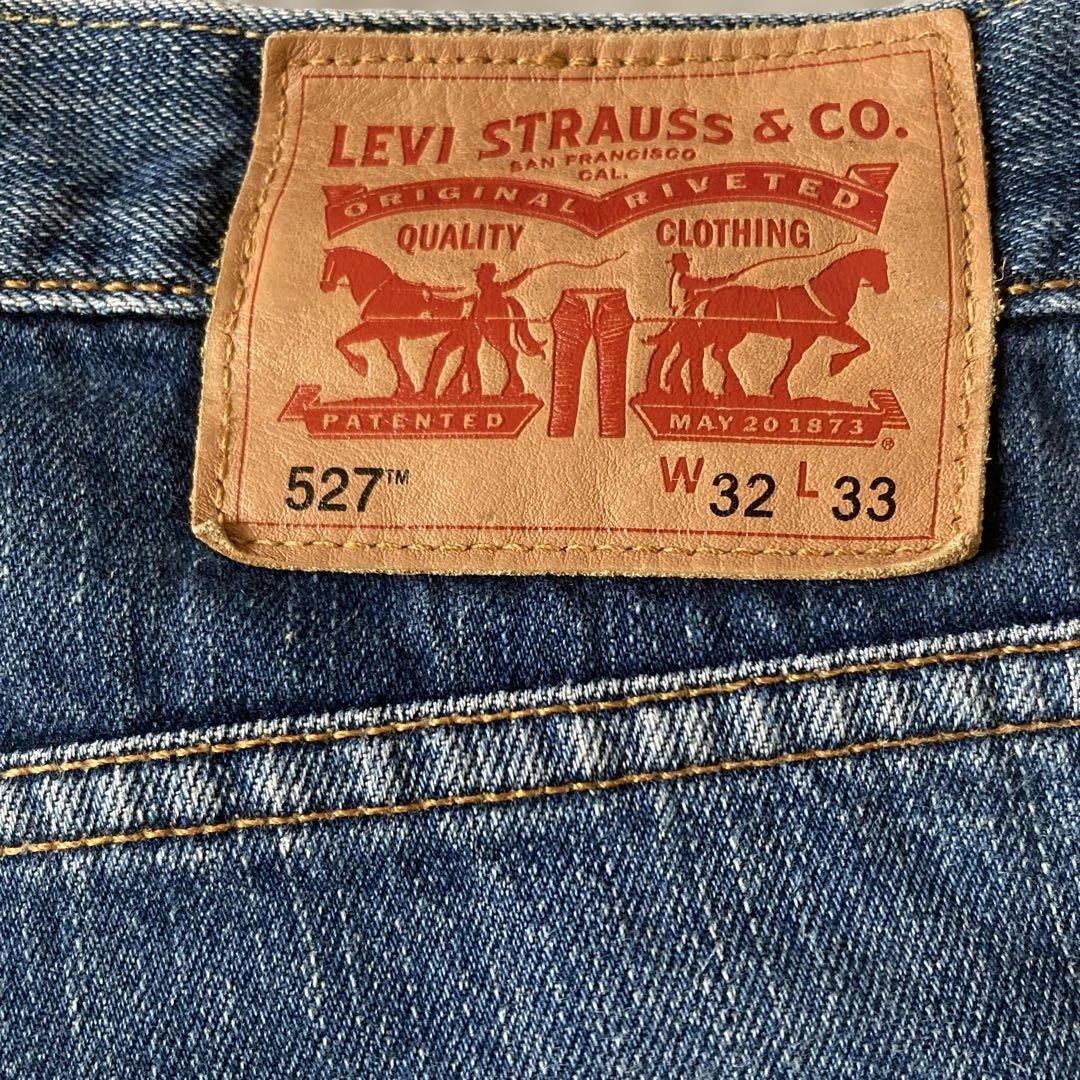 LEVI STRAUSS & CO.
SAN FRANCISCO
CAL.
ORIGINAL RIVETED
QUALITY CLOTHING
PATENTED MAY 20 1873 ®
527™ W 32 L 33